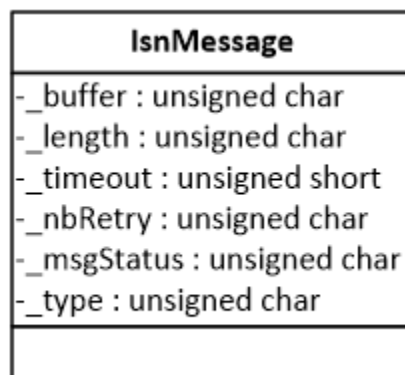 IsnMessage
-_buffer : unsigned char
-_length : unsigned char
-_timeout : unsigned short
-_nbRetry : unsigned char
-_msgStatus : unsigned char
-_type : unsigned char